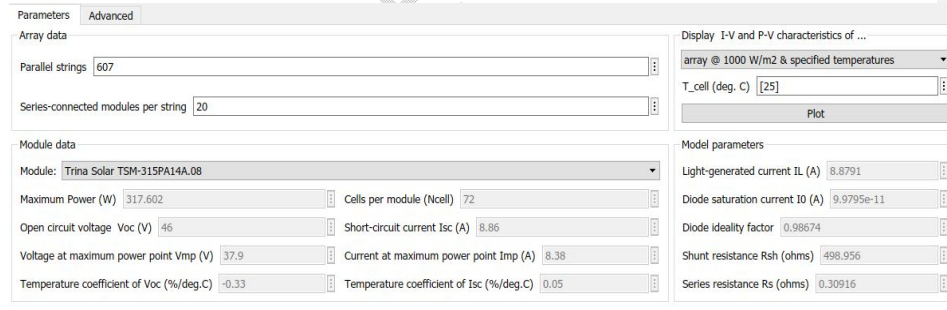 Parameters Advanced
Array data
Parallel strings 607
Series-connected modules per string 20
Display I-V and P-V characteristics of ...
array @ 1000 W/m2 & specified temperatures
T_cell (deg. C) [25]
Plot
Module data
Module: Trina Solar TSM-315PA14A.08
Maximum Power (W) 317.602 Cells per module (Ncell) 72
Open circuit voltage Voc (V) 46 Short-circuit current Isc (A) 8.86
Voltage at maximum power point Vmp (V) 37.9 Current at maximum power point Imp (A) 8.38
Temperature coefficient of Voc (%/deg.C) -0.33 Temperature coefficient of Isc (%/deg.C) 0.05
Model parameters
Light-generated current IL (A) 8.8791
Diode saturation current I0 (A) 9.9795e-11
Diode ideality factor 0.98674
Shunt resistance Rsh (ohms) 498.956
Series resistance Rs (ohms) 0.30916